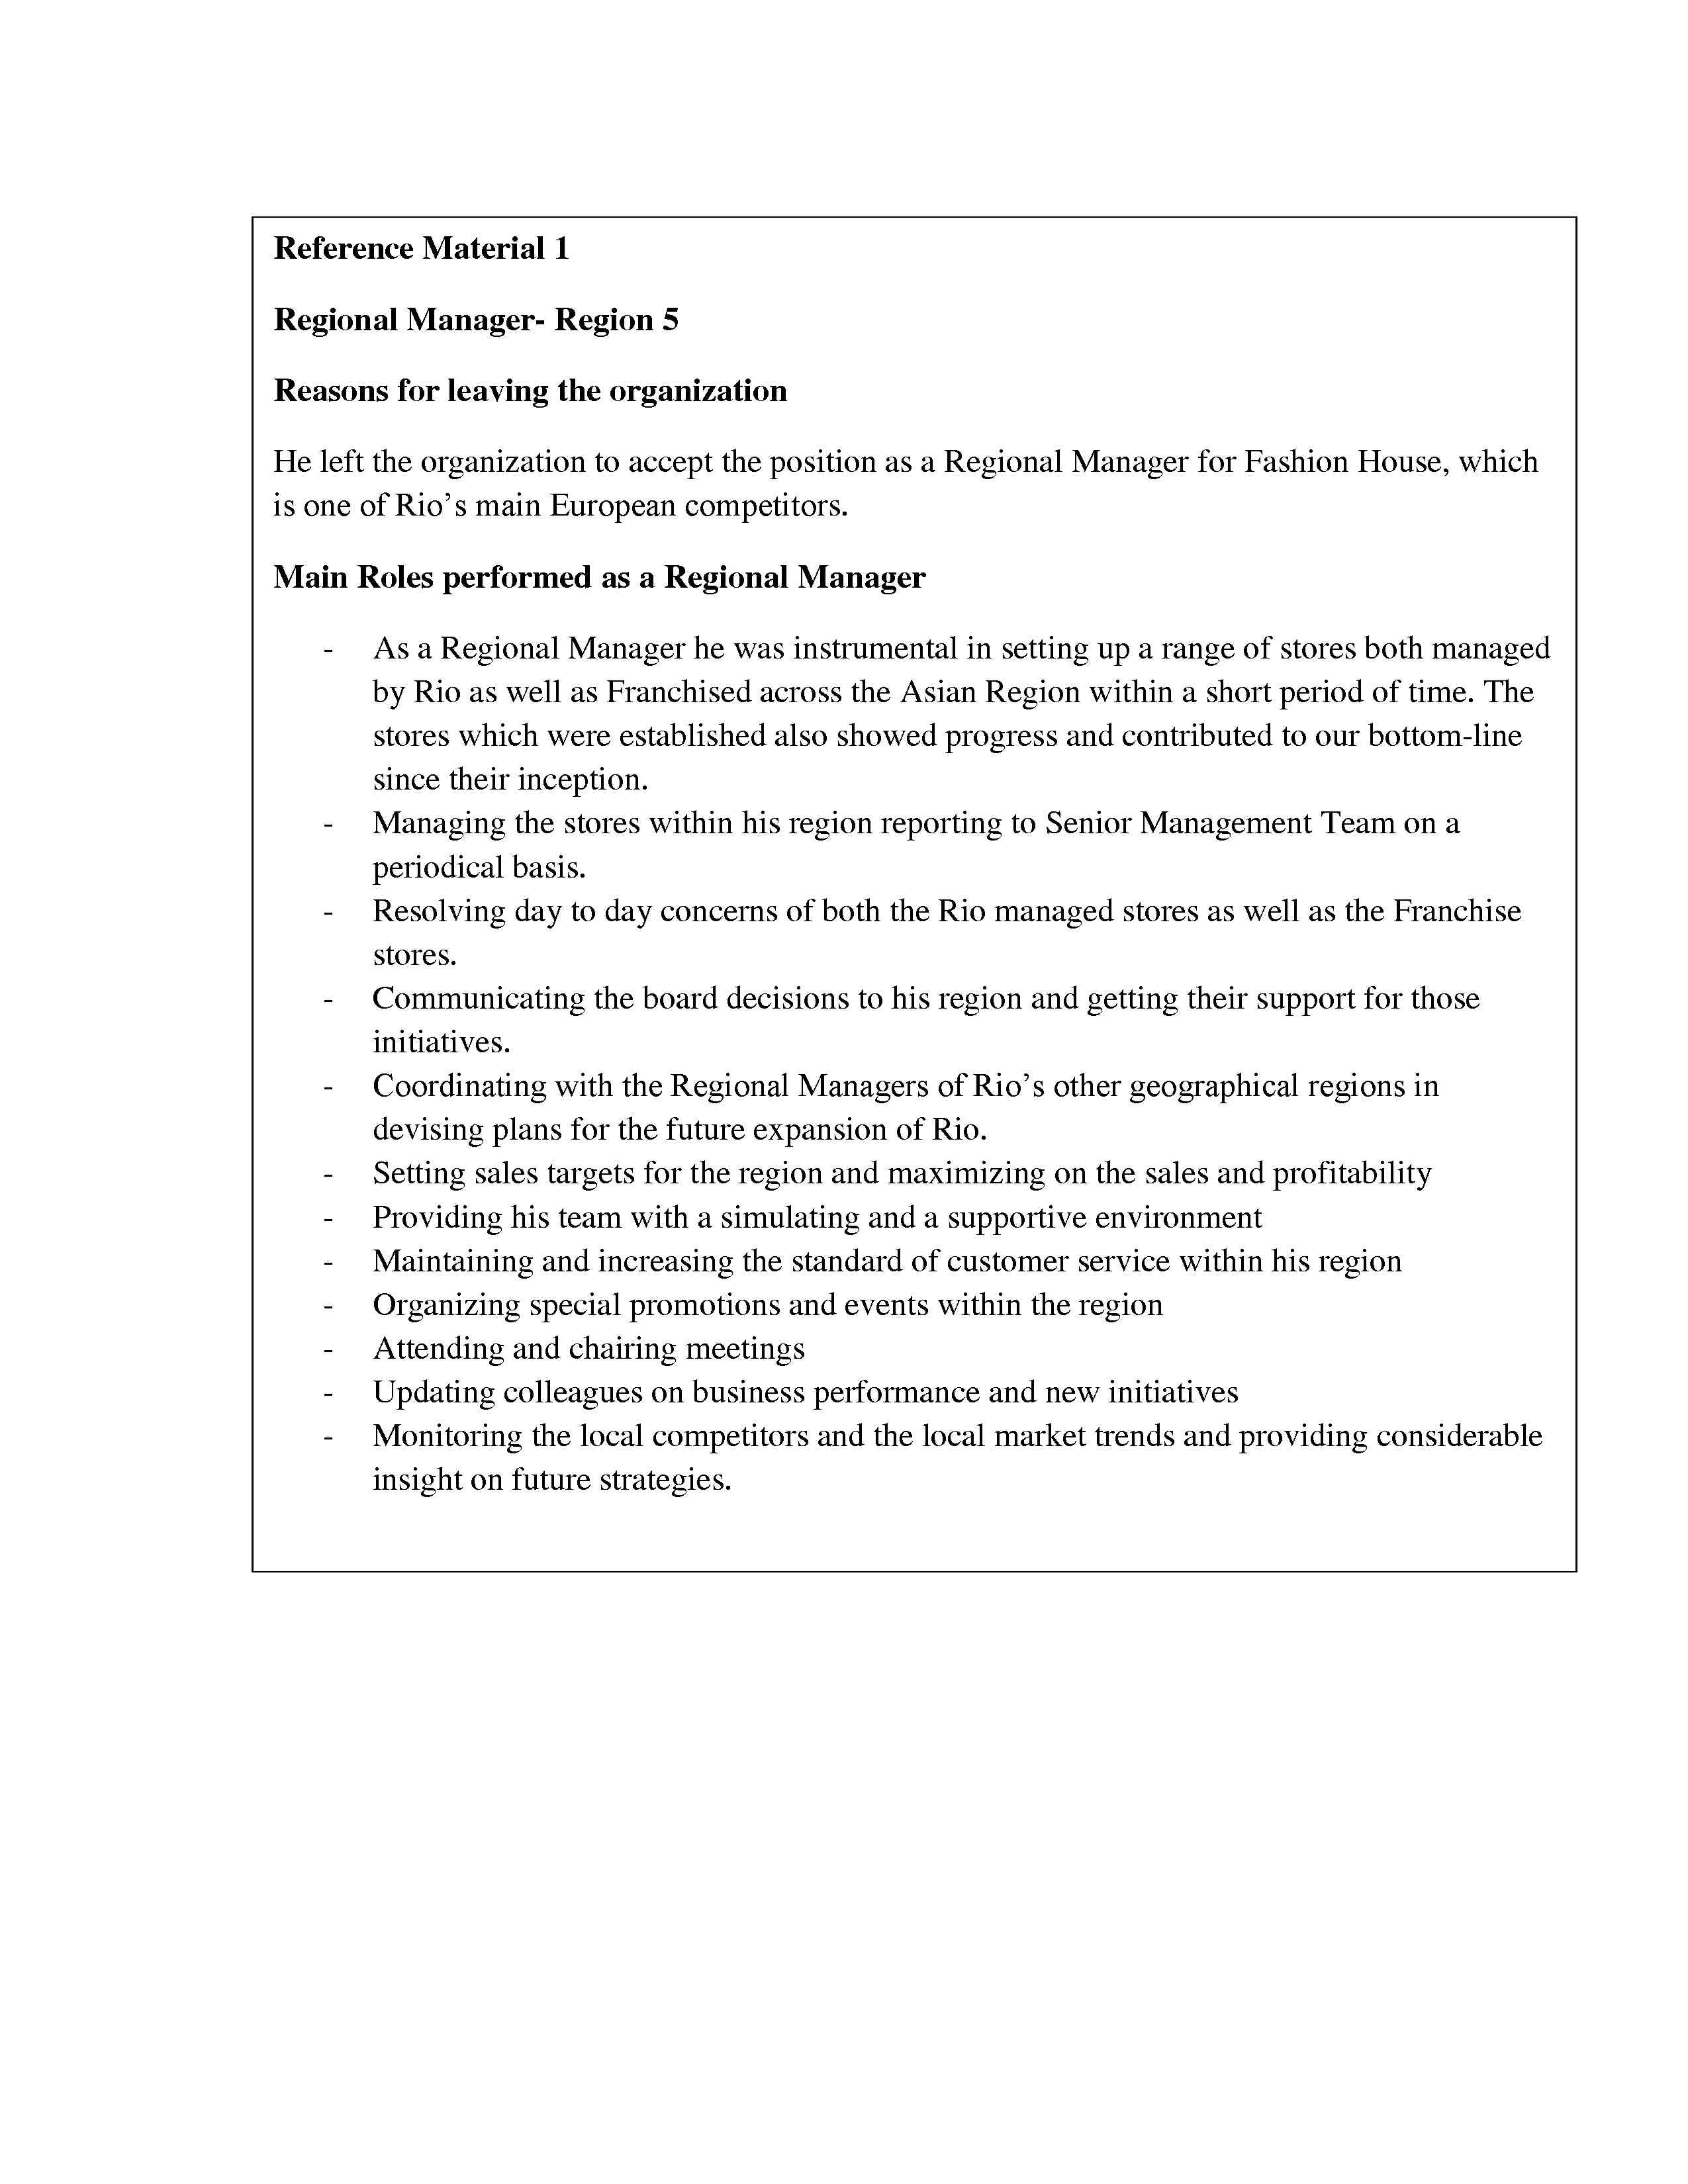 Reference Material 1
Regional Manager- Region 5
Reasons for leaving the organization
He left the organization to accept the position as a Regional Manager for Fashion House, which
is one of Rio’s main European competitors.
Main Roles performed as a Regional Manager
- As a Regional Manager he was instrumental in setting up a range of stores both managed
by Rio as well as Franchised across the Asian Region within a short period of time. The
stores which were established also showed progress and contributed to our bottom-line
since their inception.
- Managing the stores within his region reporting to Senior Management Team on a
periodical basis.
- Resolving day to day concerns of both the Rio managed stores as well as the Franchise
stores.
- Communicating the board decisions to his region and getting their support for those
initiatives.
- Coordinating with the Regional Managers of Rio’s other geographical regions in
devising plans for the future expansion of Rio.
- Setting sales targets for the region and maximizing on the sales and profitability
- Providing his team with a simulating and a supportive environment
- Maintaining and increasing the standard of customer service within his region
- Organizing special promotions and events within the region
- Attending and chairing meetings
- Updating colleagues on business performance and new initiatives
- Monitoring the local competitors and the local market trends and providing considerable
insight on future strategies.